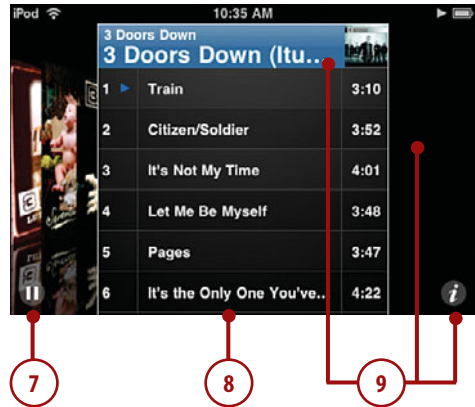 iPod 10:35 AM
3 Doors Down
3 Doors Down (Itu...
1 Train 3:10
2 Citizen/Soldier 3:52
3 It's Not My Time 4:01
4 Let Me Be Myself 3:48
5 Pages 3:47
6 It's the Only One You've... 4:22
i
7 8 9